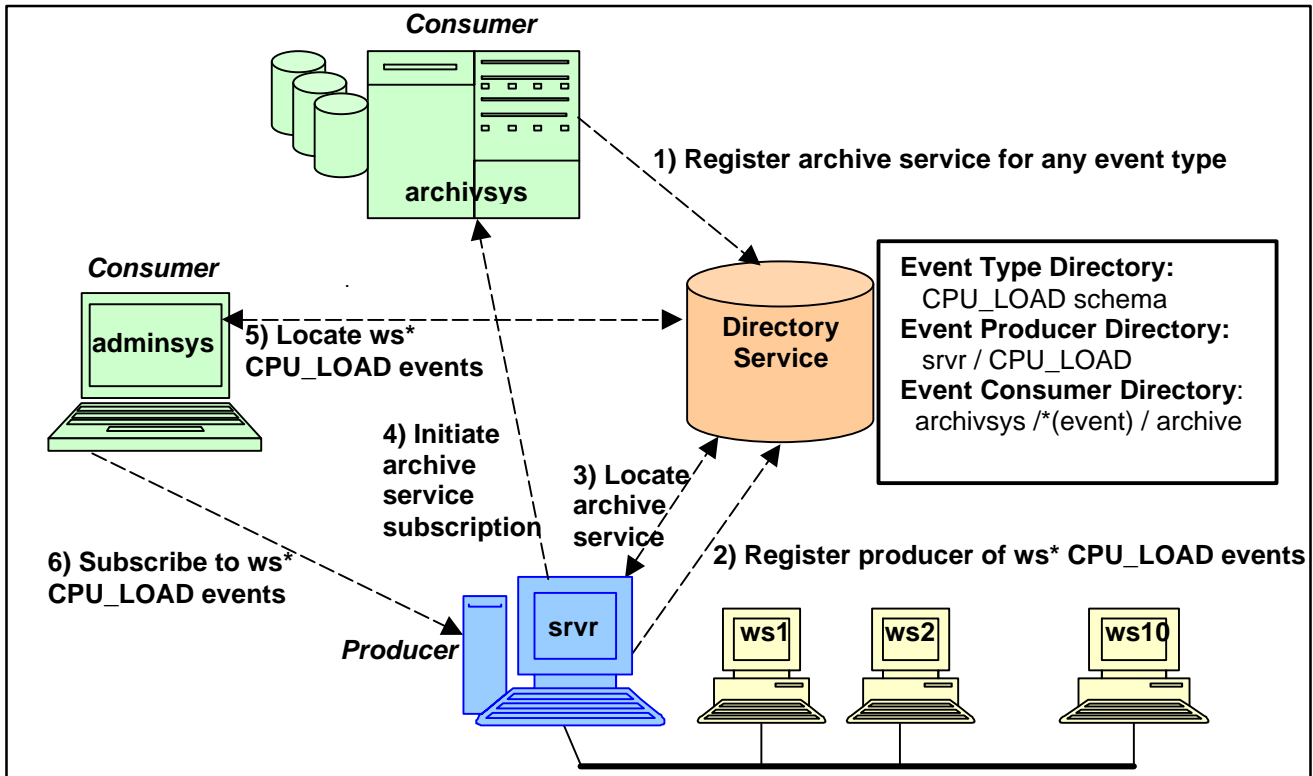 Consumer
archivsys
1) Register archive service for any event type
Consumer
adminsys
5) Locate ws*
CPU_LOAD events
Directory
Service
Event Type Directory:
CPU_LOAD schema
Event Producer Directory:
srvr / CPU_LOAD
Event Consumer Directory:
archivsys /*(event) / archive
4) Initiate
archive
service
subscription
3) Locate
archive
service
2) Register producer of ws* CPU_LOAD events
6) Subscribe to ws*
CPU_LOAD events
Producer
srvr
ws1
ws2
ws10